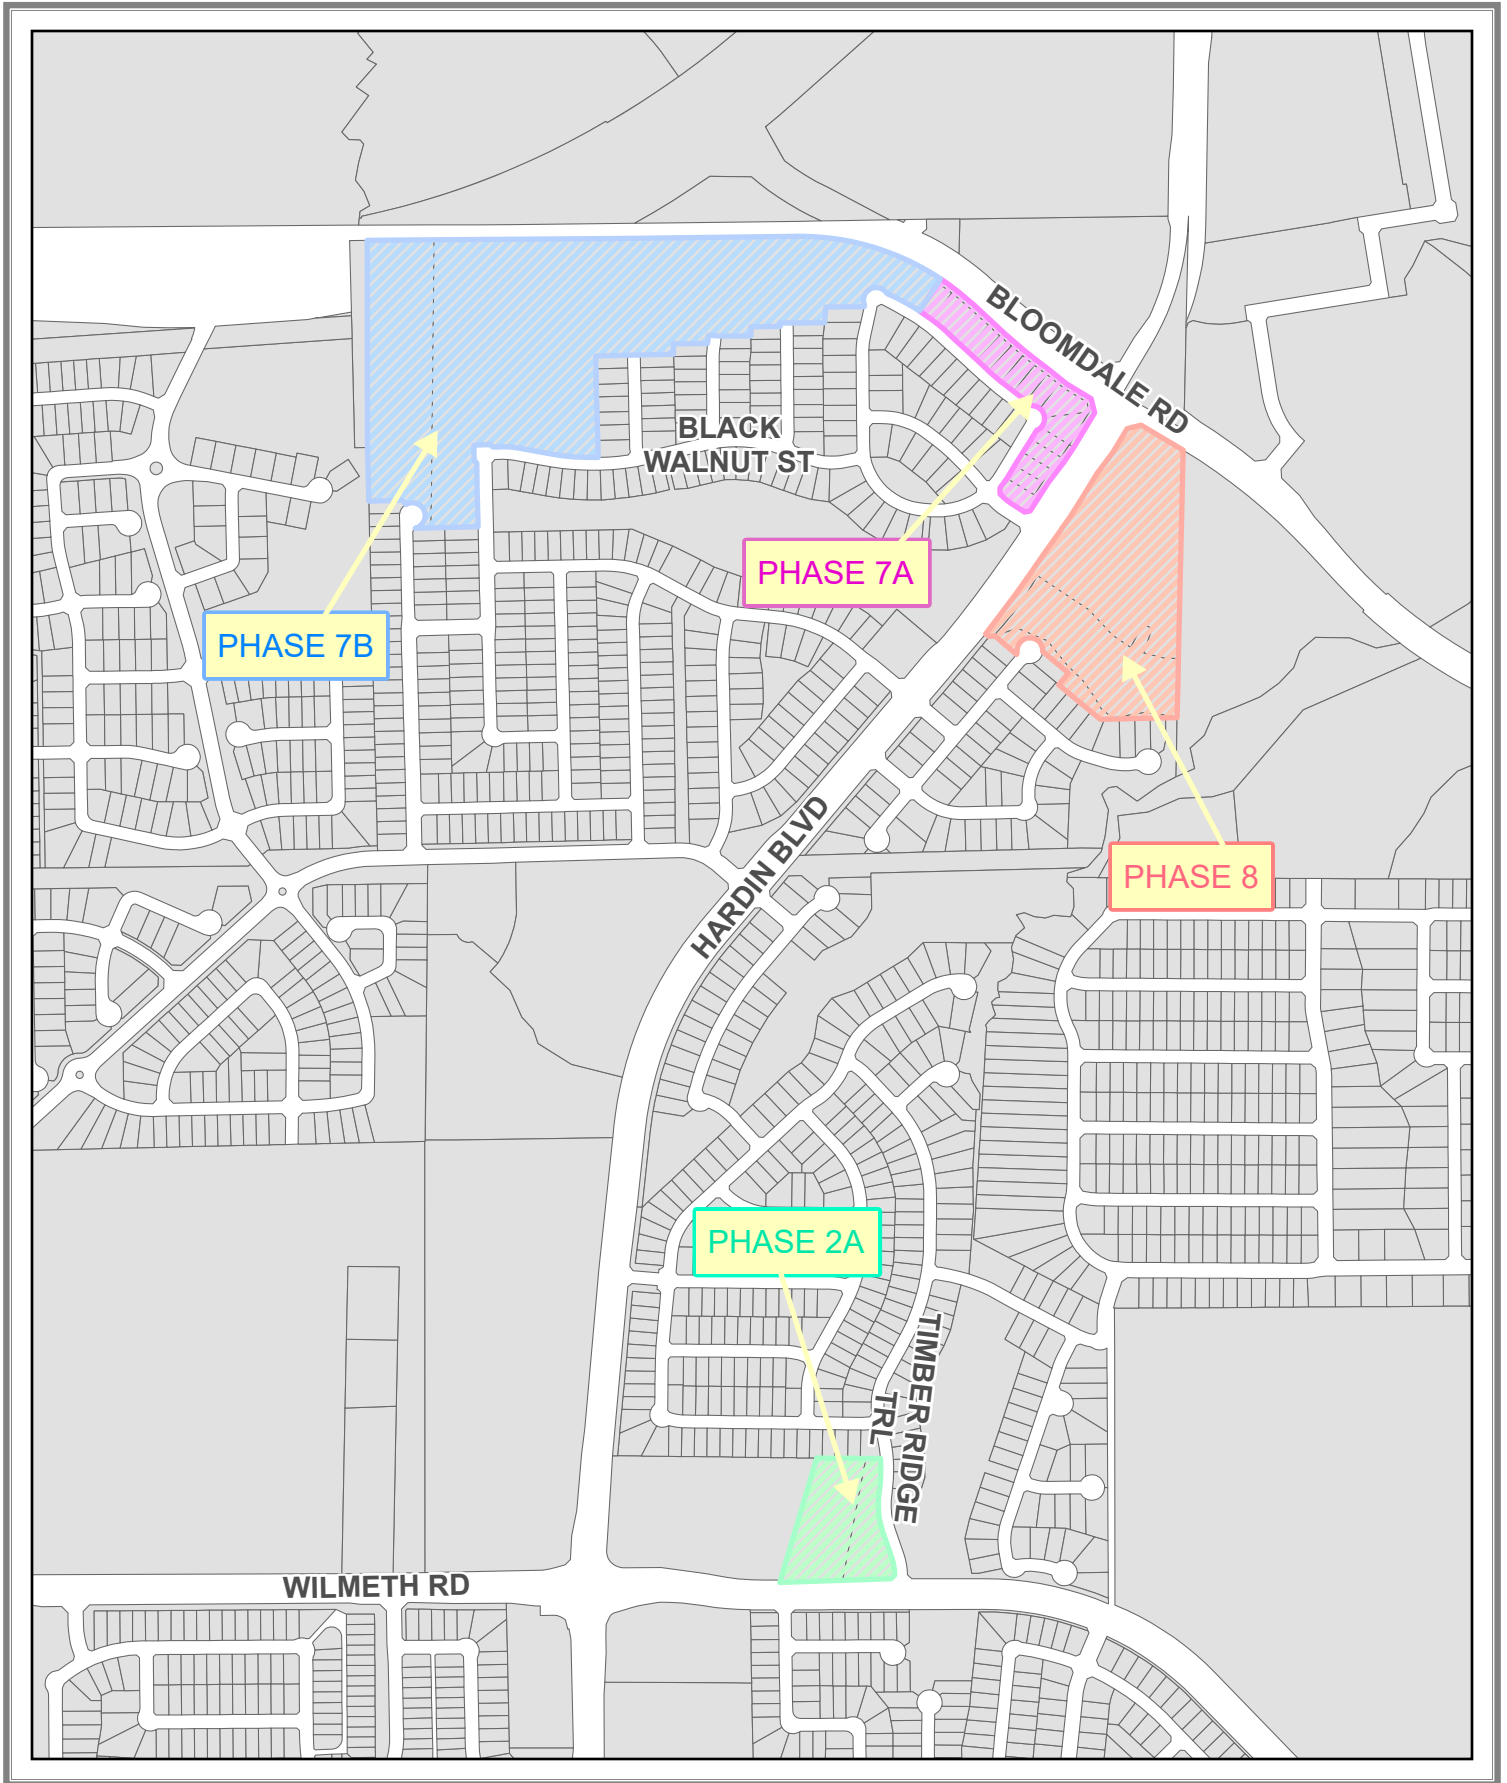 BLOOMDALE RD
BLACK
WALNUT ST
PHASE 7A
PHASE 7B
HARDIN BLVD
PHASE 8
PHASE 2A
TIMBER RIDGE
TRL
WILMETH RD